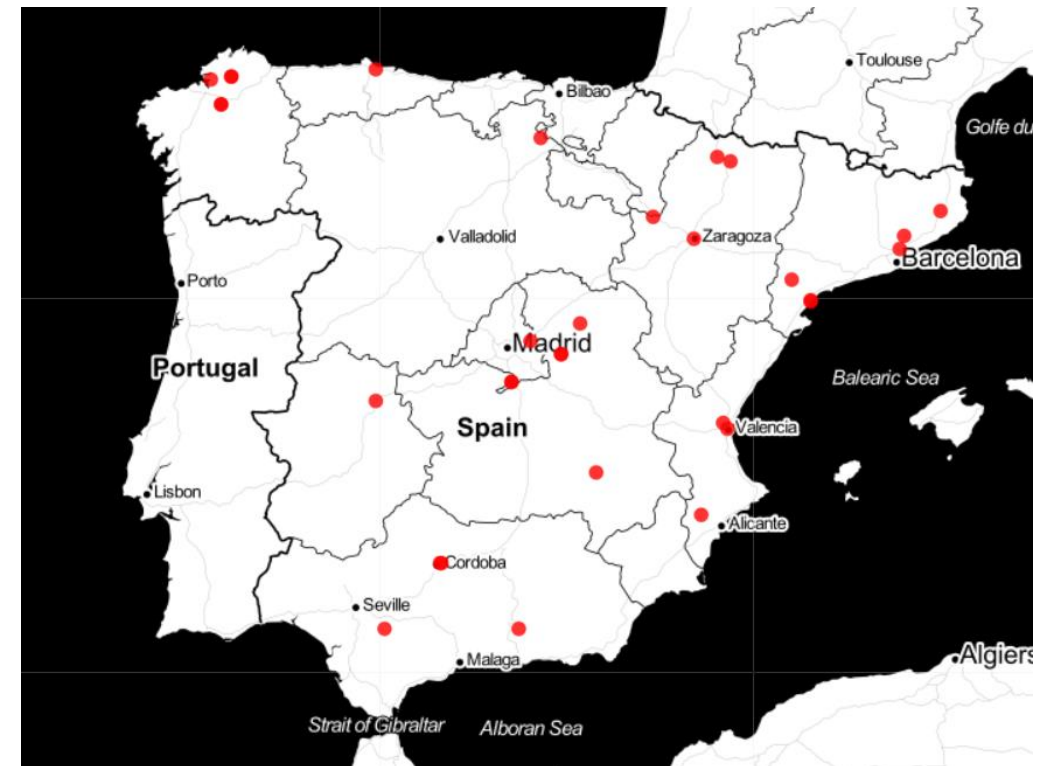 Toulouse
Bilbao
Golfe du
Valladolid
Zaragoza
Barcelona
Porto
Madrid
Portugal
Balearic Sea
Spain
Valencia
Lisbon
Alicante
Cordoba
Seville
Malaga
Algiers
Strait of Gibraltar
Alboran Sea